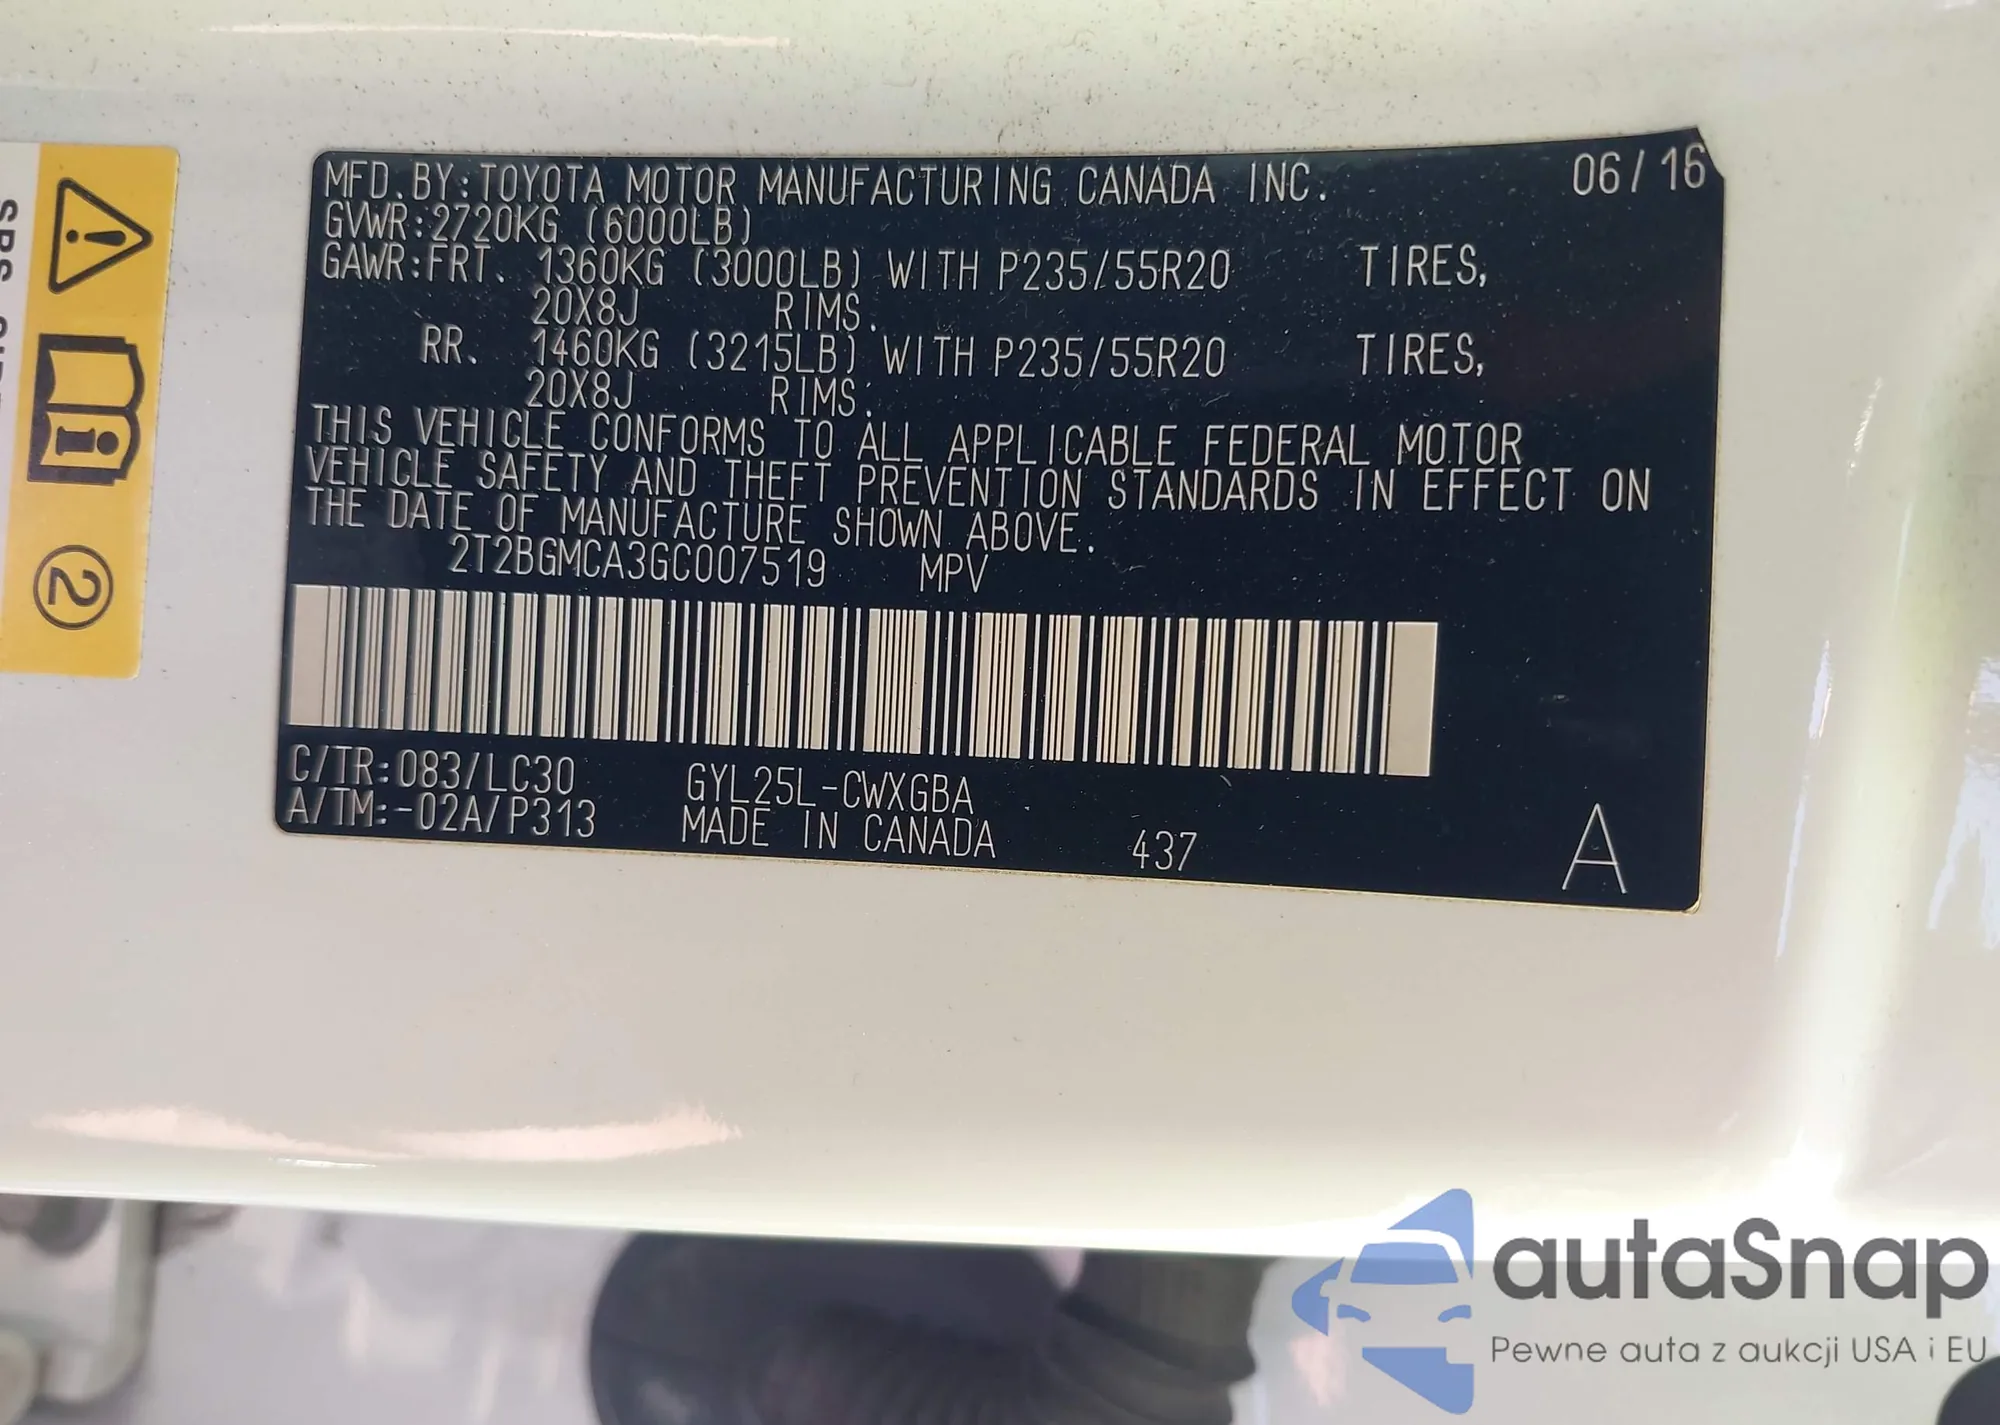 MFD.BY:TOYOTA MOTOR MANUFACTURING CANADA INC. 06/16
GVWR:2720KG (6000LB)
GAWR:FRT. 1360KG (3000LB) WITH P235/55R20 TIRES,
20X8J RIMS.
RR. 1460KG (3215LB) WITH P235/55R20 TIRES,
20X8J RIMS.
THIS VEHICLE CONFORMS TO ALL APPLICABLE FEDERAL MOTOR
VEHICLE SAFETY AND THEFT PREVENTION STANDARDS IN EFFECT ON
THE DATE OF MANUFACTURE SHOWN ABOVE.
2T2BGMCA3GC007519 MPV
C/TR:083/LC30 GYL25L-CWXGBA
A/TM:-02A/P313 MADE IN CANADA 437 A
2
autaSnap
Pewne auta z aukcji USA i EU